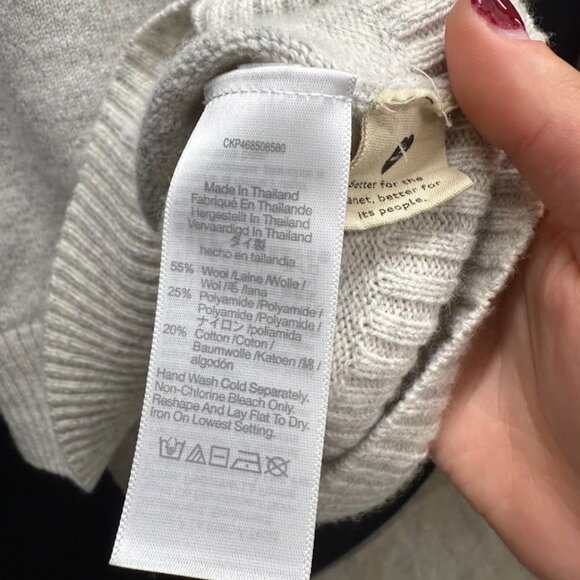 CKP468508580
Made In Thailand
Fabriqué En Thaïlande
Hergestellt In Thailand
Vervaardigd In Thailand
タイ製
hecho en tailandia
55% Wool /Laine /Wolle /
Wol /毛 /lana
25% Polyamide /Polyamide /
Polyamide /Polyamide /
ナイロン /poliamida
20% Cotton /Coton /
Baumwolle /Katoen /綿 /
algodón
Hand Wash Cold Separately.
Non-Chlorine Bleach Only.
Reshape And Lay Flat To Dry.
Iron On Lowest Setting.
Better for the
anet, better for
its people.